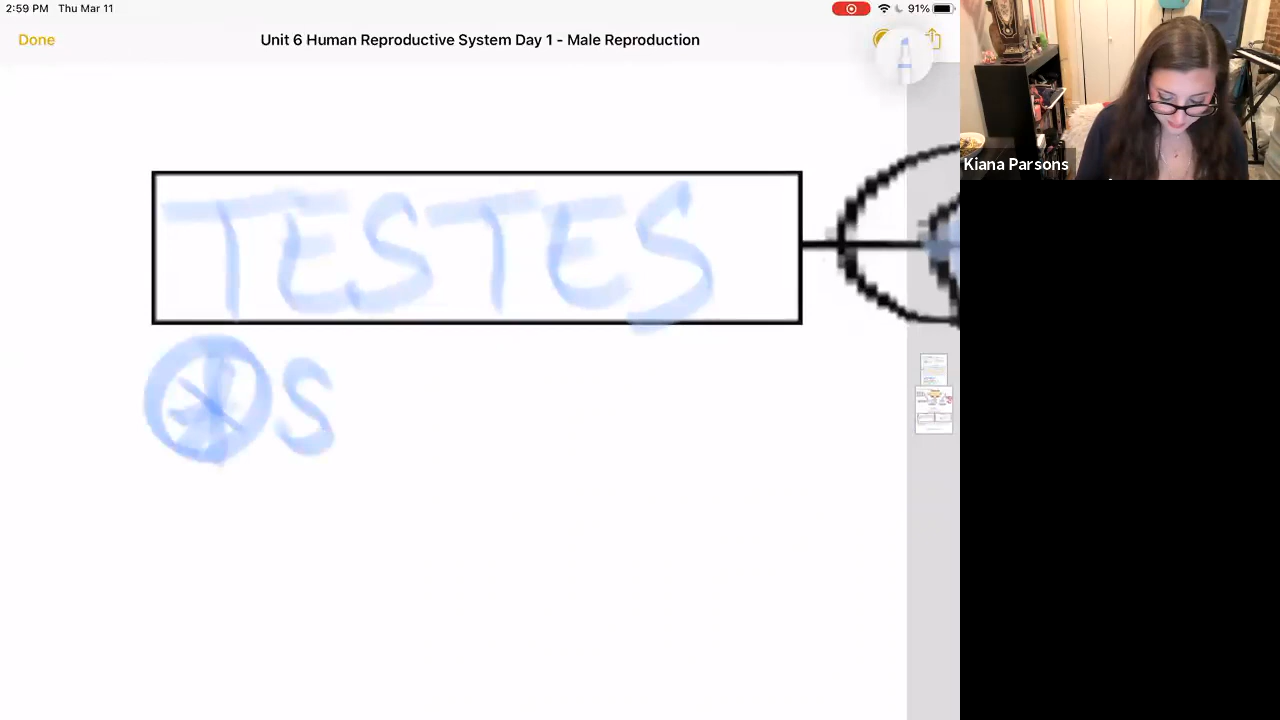 2:59 PM Thu Mar 11
91%
Done
Unit 6 Human Reproductive System Day 1 - Male Reproduction
Kiana Parsons
TESTES
S